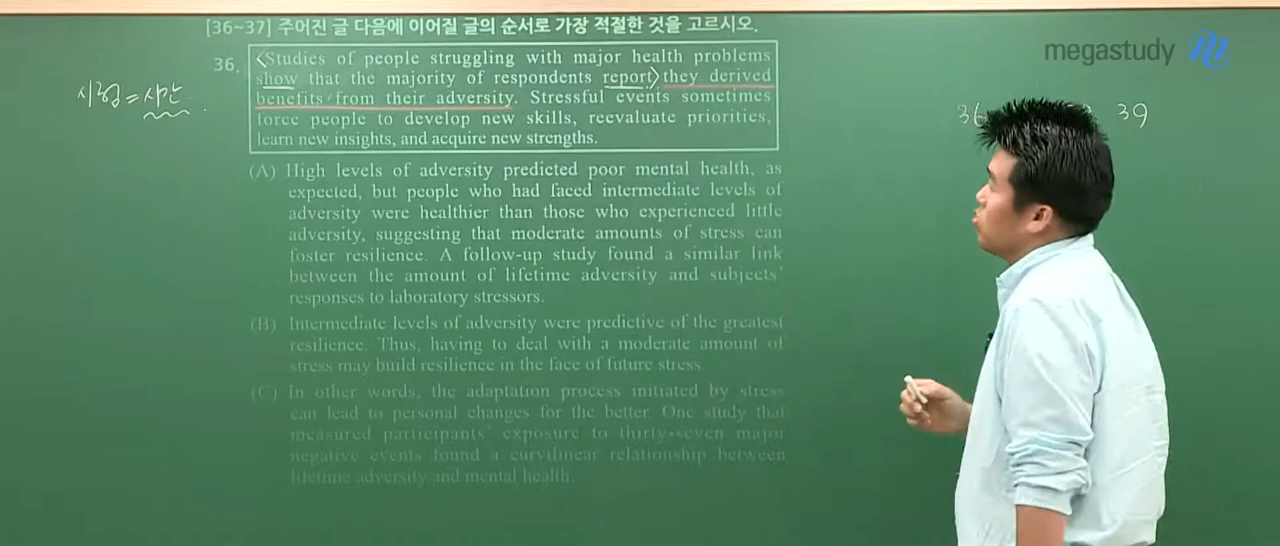 [36~37] 주어진 글 다음에 이어질 글의 순서로 가장 적절한 것을 고르시오.
megastudy
36.
Studies of people struggling with major health problems
show that the majority of respondents report they derived
benefits from their adversity. Stressful events sometimes
force people to develop new skills, reevaluate priorities,
learn new insights, and acquire new strengths.
시험=시간
36
39
(A) High levels of adversity predicted poor mental health, as
expected, but people who had faced intermediate levels of
adversity were healthier than those who experienced little
adversity, suggesting that moderate amounts of stress can
foster resilience. A follow-up study found a similar link
between the amount of lifetime adversity and subjects'
responses to laboratory stressors.
(B) Intermediate levels of adversity were predictive of the greatest
resilience. Thus, having to deal with a moderate amount of
stress may build resilience in the face of future stress.
(C) In other words, the adaptation process initiated by stress
can lead to personal changes for the better. One study that
measured participants' exposure to thirty-seven major
negative events found a curvilinear relationship between
lifetime adversity and mental health.